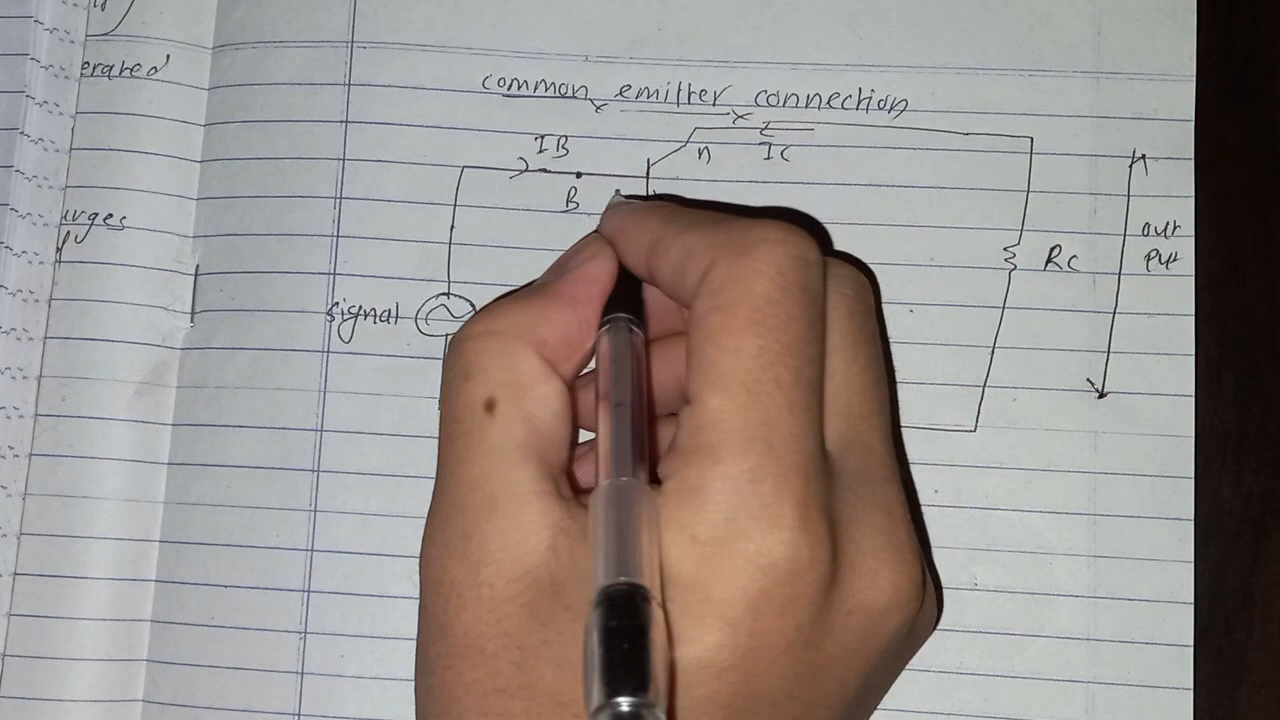 erated
common emitter connection
IB
n
IC
B
urges
out
put
Rc
signal